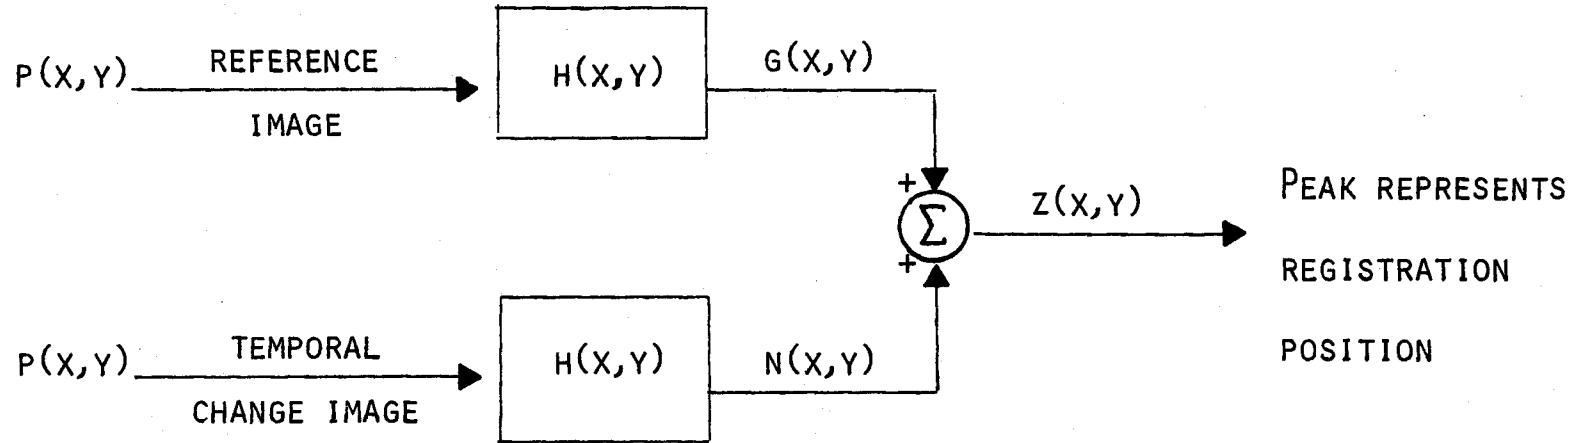 P(X,Y) REFERENCE IMAGE H(X,Y) G(X,Y)
+
Σ
+
Z(X,Y)
PEAK REPRESENTS
REGISTRATION
POSITION
P(X,Y) TEMPORAL CHANGE IMAGE H(X,Y) N(X,Y)